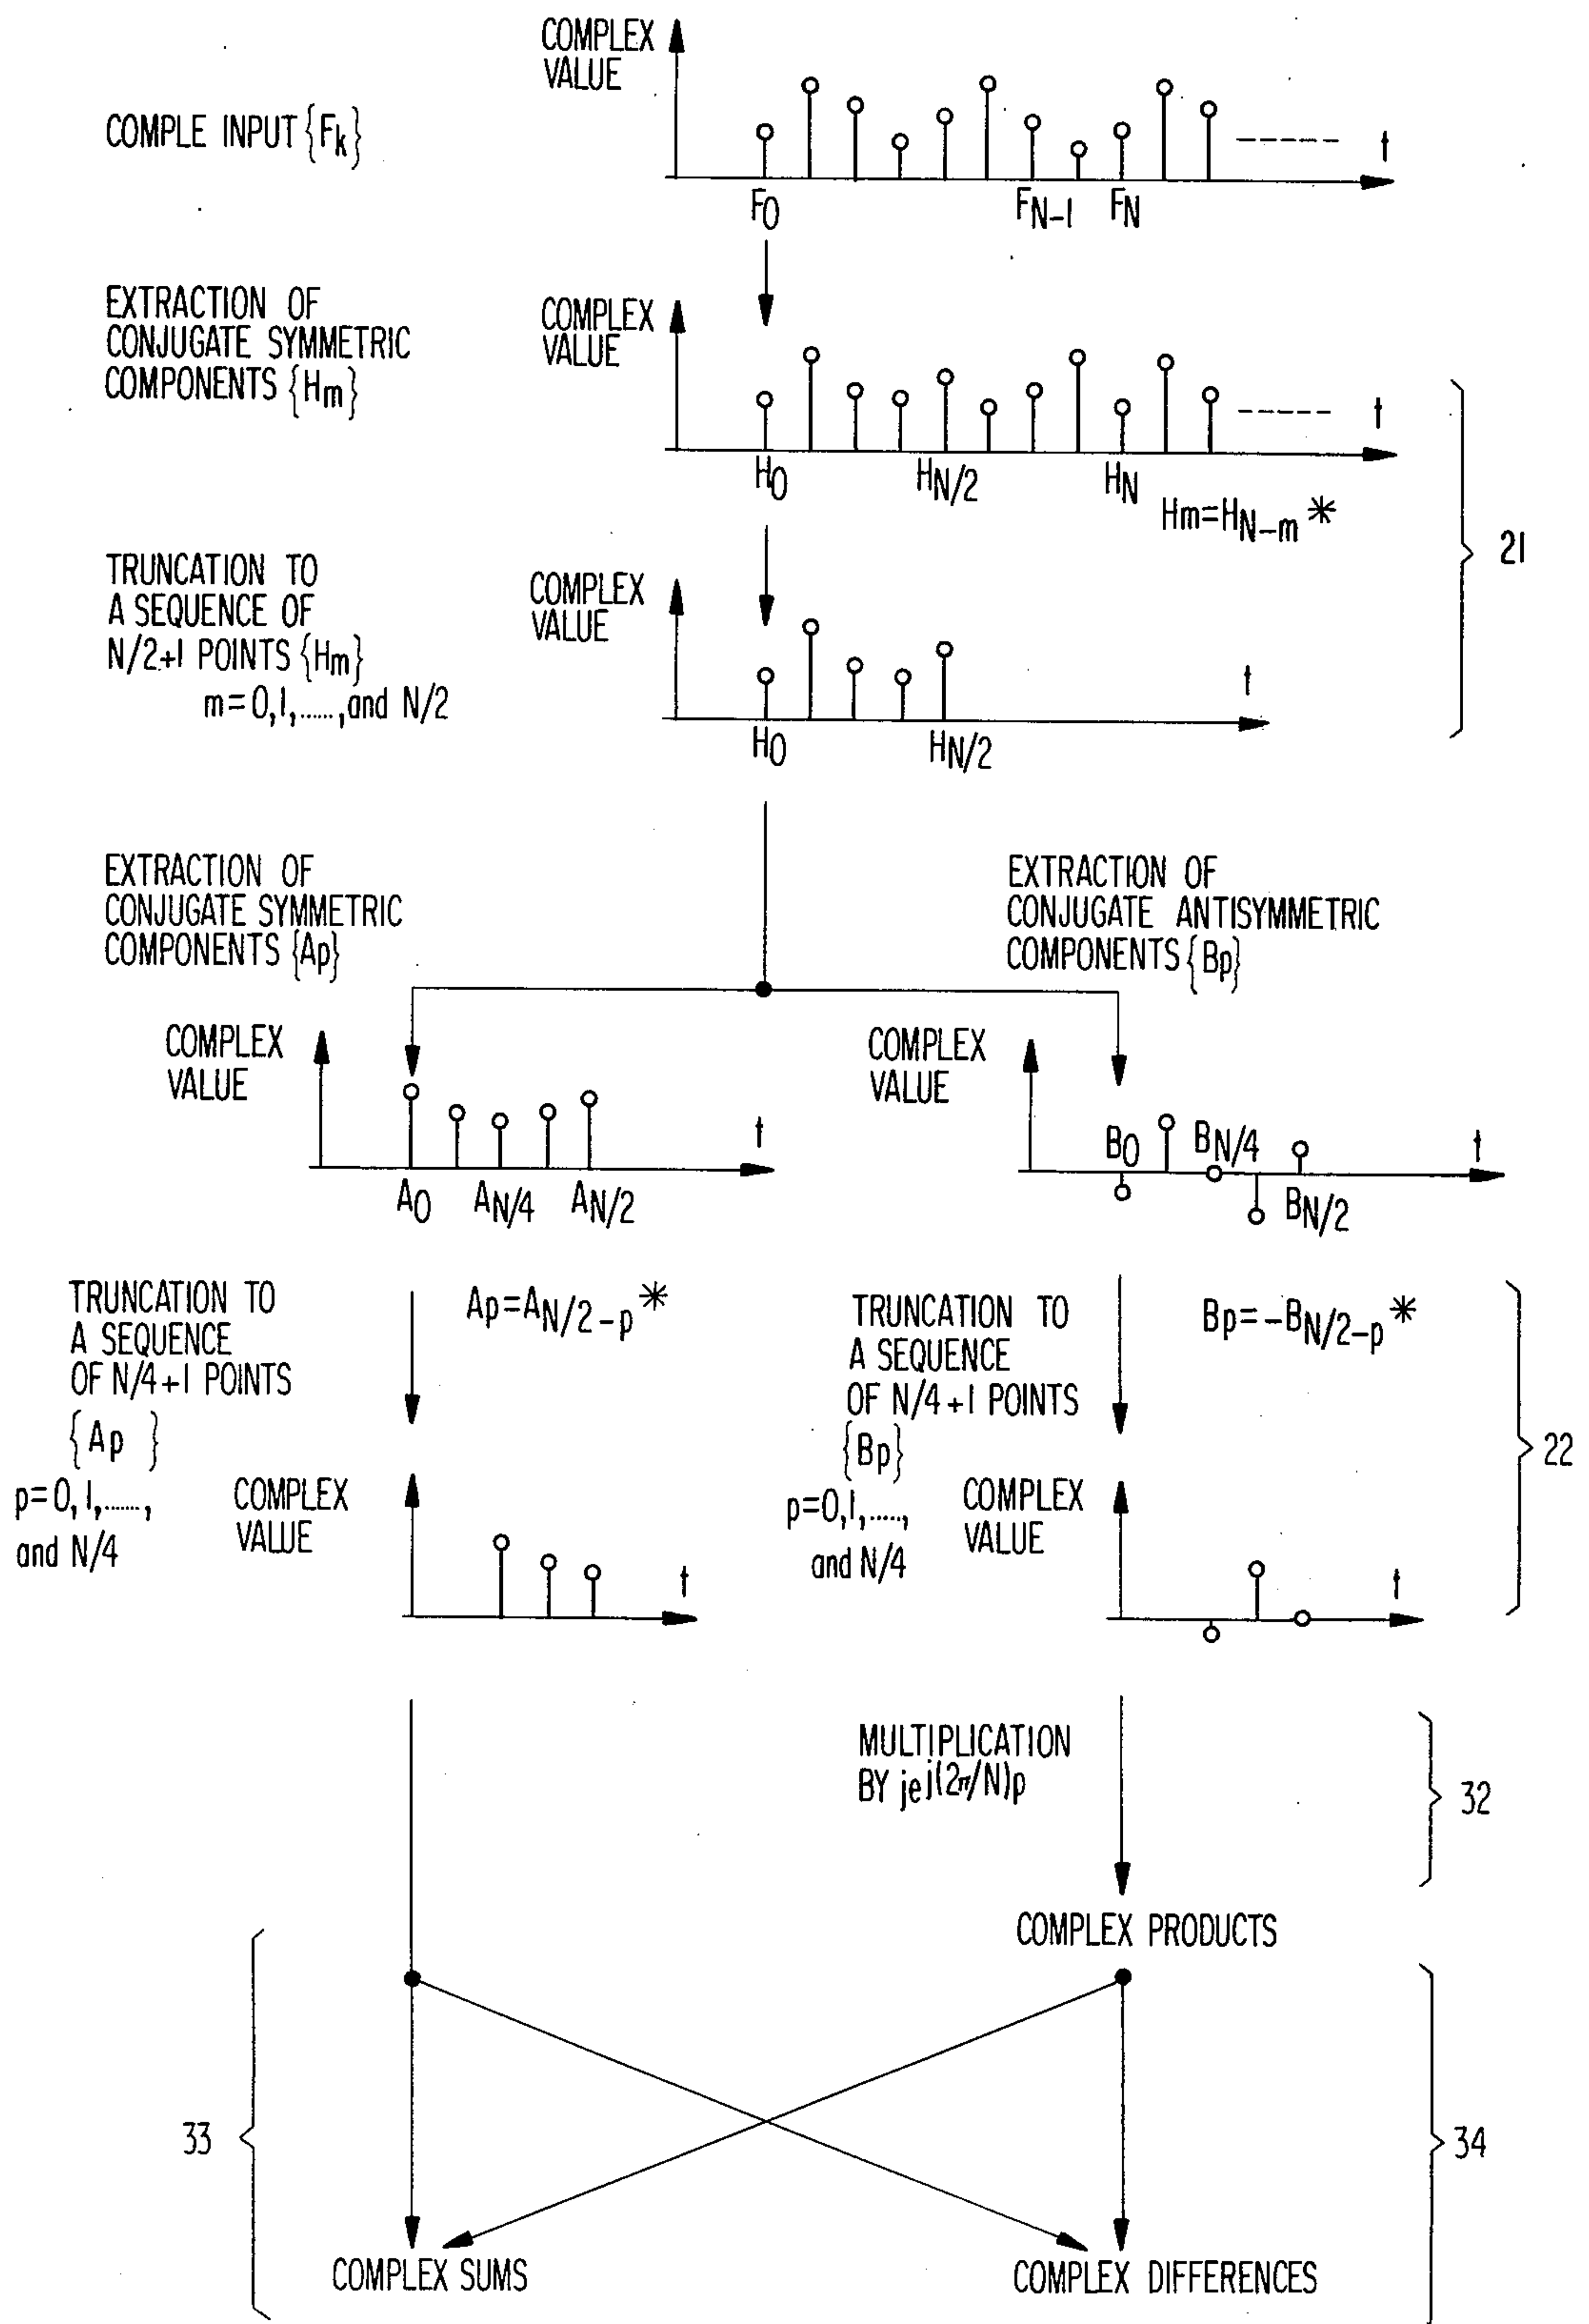 COMPLEX
VALUE
COMPLE INPUT {Fk}
t
F0
FN-1
FN
EXTRACTION OF
CONJUGATE SYMMETRIC
COMPONENTS {Hm}
COMPLEX
VALUE
t
H0
HN/2
HN
Hm=HN-m*
21
TRUNCATION TO
A SEQUENCE OF
N/2+1 POINTS {Hm}
m=0,1,......,and N/2
COMPLEX
VALUE
t
H0
HN/2
EXTRACTION OF
CONJUGATE SYMMETRIC
COMPONENTS {Ap}
EXTRACTION OF
CONJUGATE ANTISYMMETRIC
COMPONENTS {Bp}
COMPLEX
VALUE
t
A0
AN/4
AN/2
COMPLEX
VALUE
B0
BN/4
t
BN/2
TRUNCATION TO
A SEQUENCE
OF N/4+1 POINTS
{Ap }
p=0,1,......,
and N/4
Ap=AN/2-p*
COMPLEX
VALUE
t
TRUNCATION TO
A SEQUENCE
OF N/4+1 POINTS
{Bp}
p=0,1,.....,
and N/4
Bp=-BN/2-p*
COMPLEX
VALUE
t
22
MULTIPLICATION
BY jej(2π/N)p
32
COMPLEX PRODUCTS
33
34
COMPLEX SUMS
COMPLEX DIFFERENCES